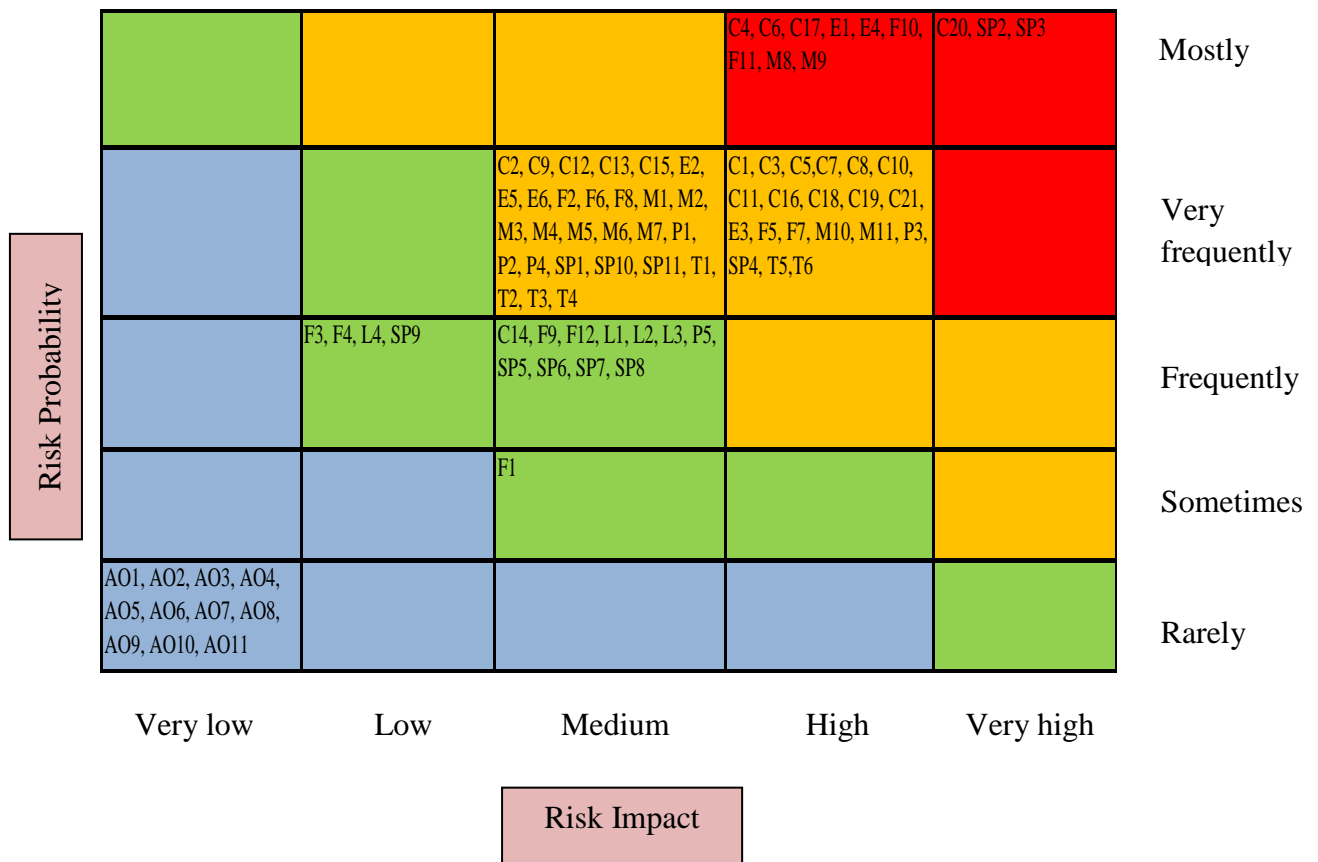 C4, C6, C17, E1, E4, F10,
F11, M8, M9
C20, SP2, SP3
Mostly
C2, C9, C12, C13, C15, E2,
E5, E6, F2, F6, F8, M1, M2,
M3, M4, M5, M6, M7, P1,
P2, P4, SP1, SP10, SP11, T1,
T2, T3, T4
C1, C3, C5,C7, C8, C10,
C11, C16, C18, C19, C21,
E3, F5, F7, M10, M11, P3,
SP4, T5,T6
Very
frequently
Risk Probability
F3, F4, L4, SP9
C14, F9, F12, L1, L2, L3, P5,
SP5, SP6, SP7, SP8
Frequently
F1
Sometimes
AO1, AO2, AO3, AO4,
AO5, AO6, AO7, AO8,
AO9, AO10, AO11
Rarely
Very low
Low
Medium
High
Very high
Risk Impact